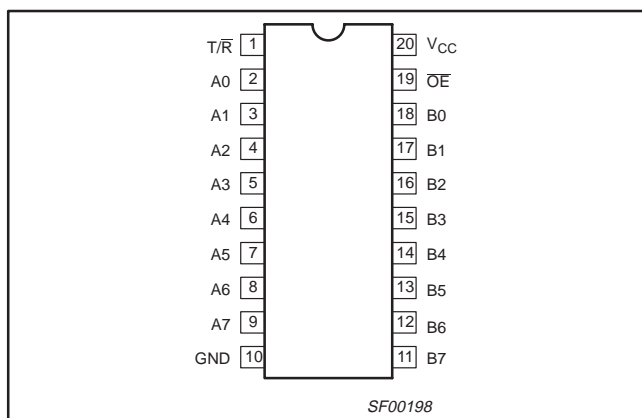 T/R̅ 1 20 VCC
A0 2 19 O̅E̅
A1 3 18 B0
A2 4 17 B1
A3 5 16 B2
A4 6 15 B3
A5 7 14 B4
A6 8 13 B5
A7 9 12 B6
GND 10 11 B7
SF00198